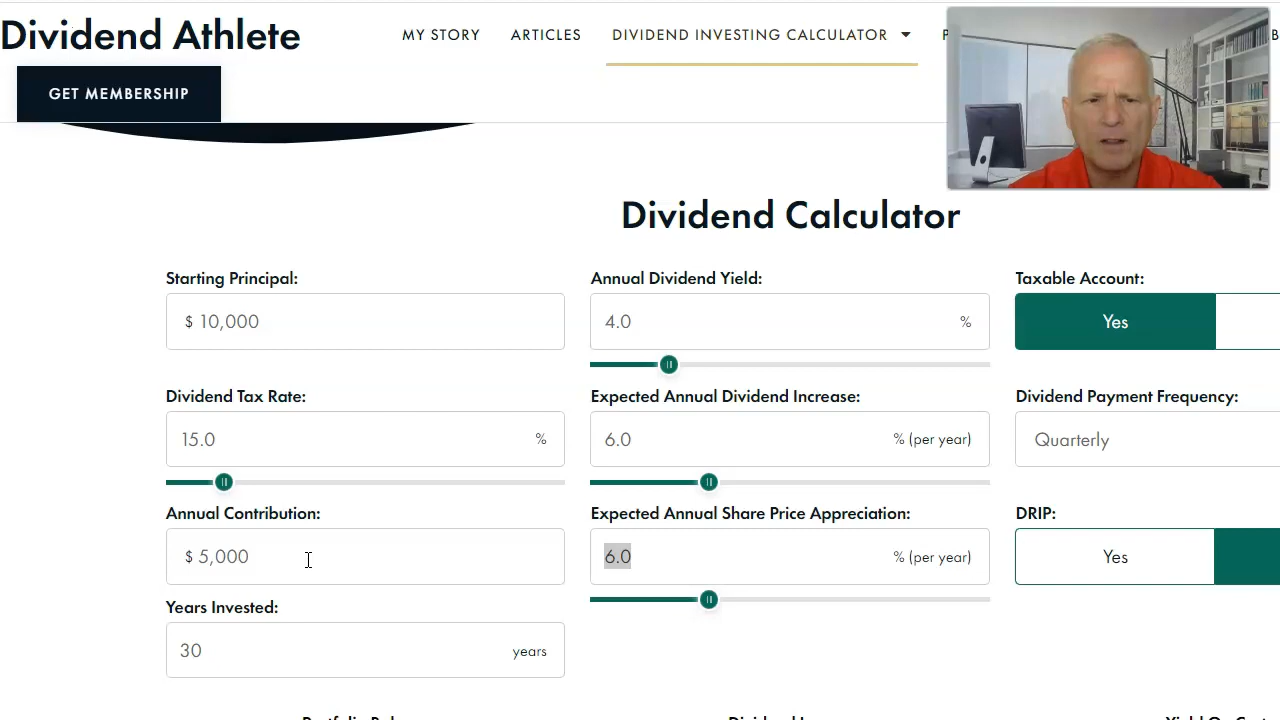 Dividend Athlete
MY STORY ARTICLES DIVIDEND INVESTING CALCULATOR
GET MEMBERSHIP
Dividend Calculator
Starting Principal: Annual Dividend Yield: Taxable Account:
$ 10,000 4.0 % Yes
Dividend Tax Rate: Expected Annual Dividend Increase: Dividend Payment Frequency:
15.0 % 6.0 % (per year) Quarterly
Annual Contribution: Expected Annual Share Price Appreciation: DRIP:
$ 5,000 6.0 % (per year) Yes
Years Invested:
30 years